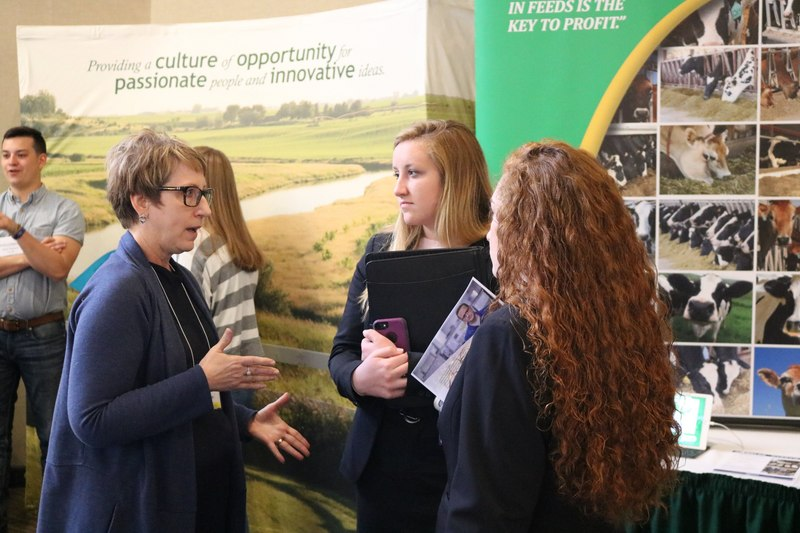 Providing a culture of opportunity for
passionate people and innovative ideas.
IN FEEDS IS THE
KEY TO PROFIT."